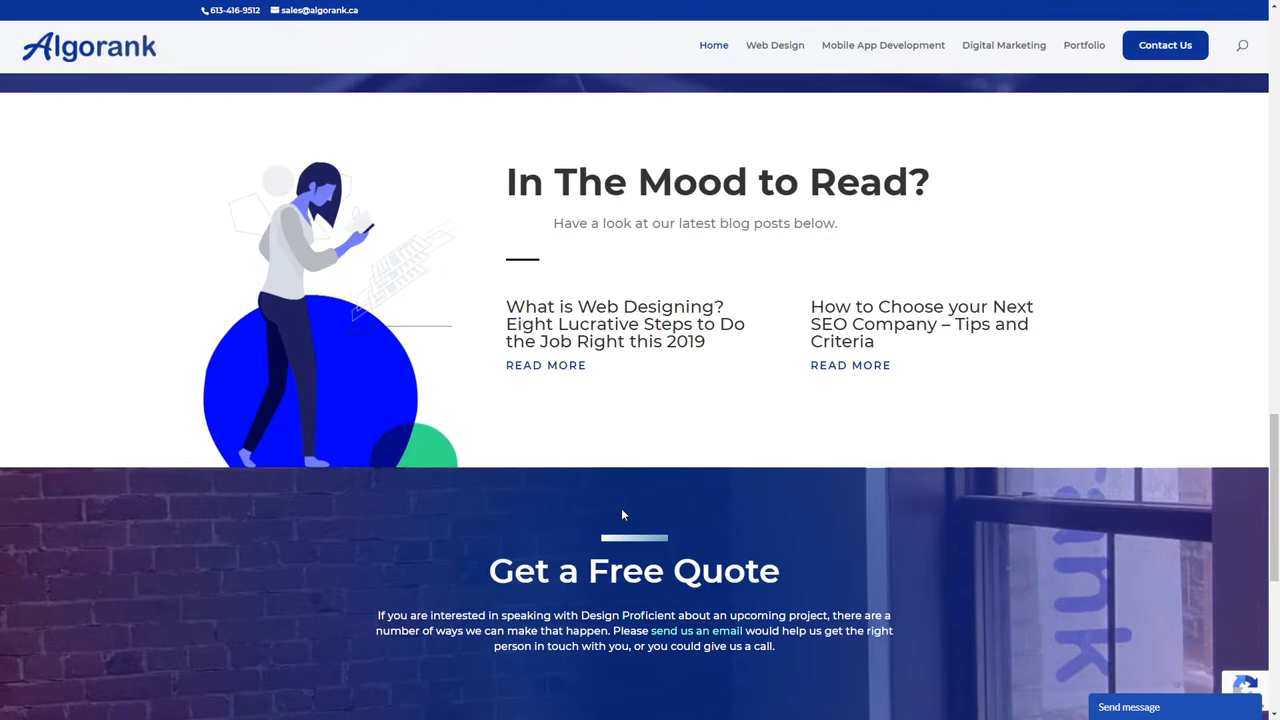 613-416-9512 sales@algorank.ca
Algorank
Home Web Design Mobile App Development Digital Marketing Portfolio Contact Us
In The Mood to Read?
Have a look at our latest blog posts below.
What is Web Designing?
Eight Lucrative Steps to Do
the Job Right this 2019
READ MORE
How to Choose your Next
SEO Company – Tips and
Criteria
READ MORE
Get a Free Quote
If you are interested in speaking with Design Proficient about an upcoming project, there are a
number of ways we can make that happen. Please send us an email would help us get the right
person in touch with you, or you could give us a call.
Send message